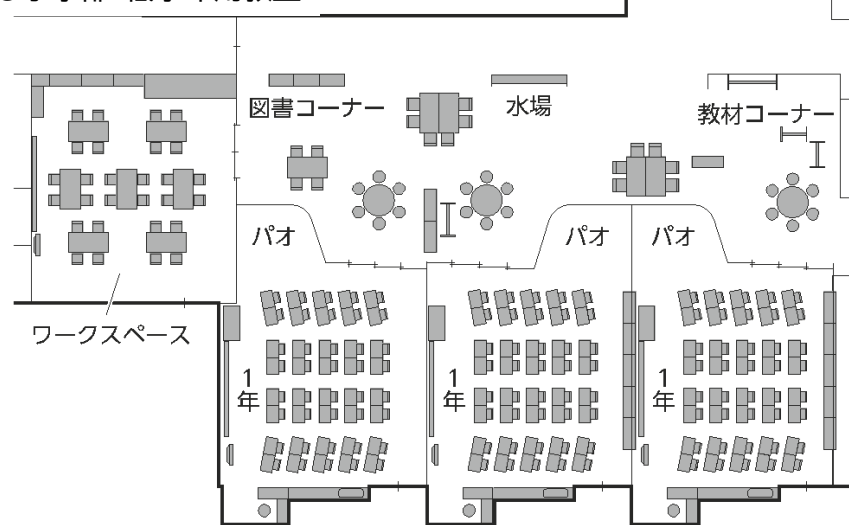 図書コーナー
水場
教材コーナー
パオ
パオ
パオ
ワークスペース
1年
1年
1年